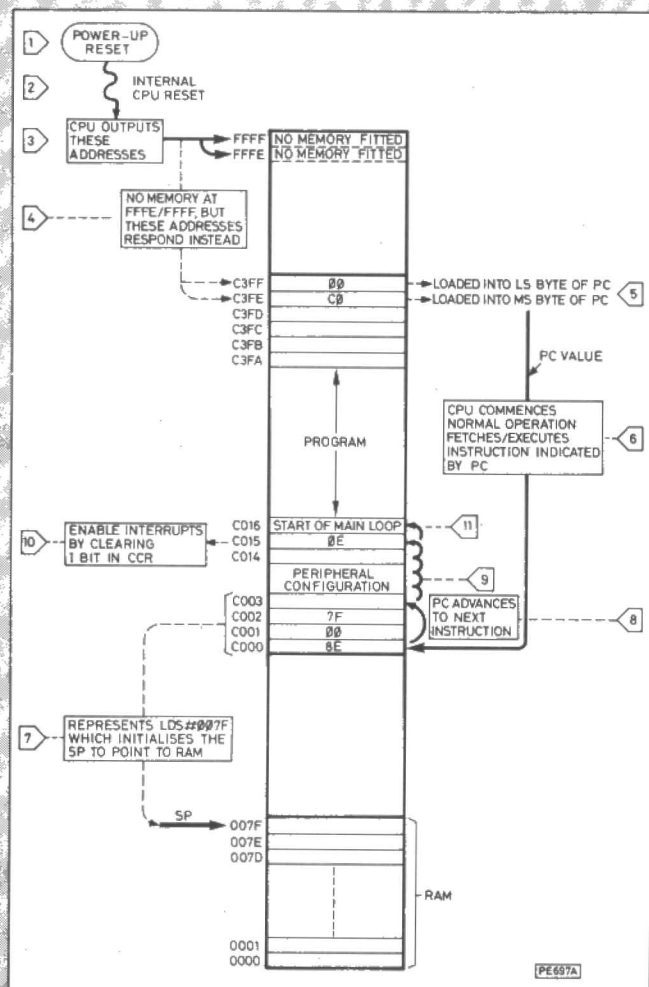 1
POWER-UP
RESET
2
INTERNAL
CPU RESET
3
CPU OUTPUTS
THESE
ADDRESSES
FFFF NO MEMORY FITTED
FFFE NO MEMORY FITTED
4
NO MEMORY AT
FFFE/FFFF, BUT
THESE ADDRESSES
RESPOND INSTEAD
C3FF 00 LOADED INTO LS BYTE OF PC
C3FE C0 LOADED INTO MS BYTE OF PC
5
C3FD
C3FC
C3FB
C3FA
PC VALUE
PROGRAM
CPU COMMENCES
NORMAL OPERATION
FETCHES/EXECUTES
INSTRUCTION INDICATED
BY PC
6
C016 START OF MAIN LOOP
11
10
ENABLE INTERRUPTS
BY CLEARING
I BIT IN CCR
C015 0E
C014
PERIPHERAL
CONFIGURATION
9
C003
C002 7F
C001 00
C000 8E
PC ADVANCES
TO NEXT
INSTRUCTION
8
7
REPRESENTS LDS#007F
WHICH INITIALISES THE
SP TO POINT TO RAM
SP
007F
007E
007D
RAM
0001
0000
PE697A